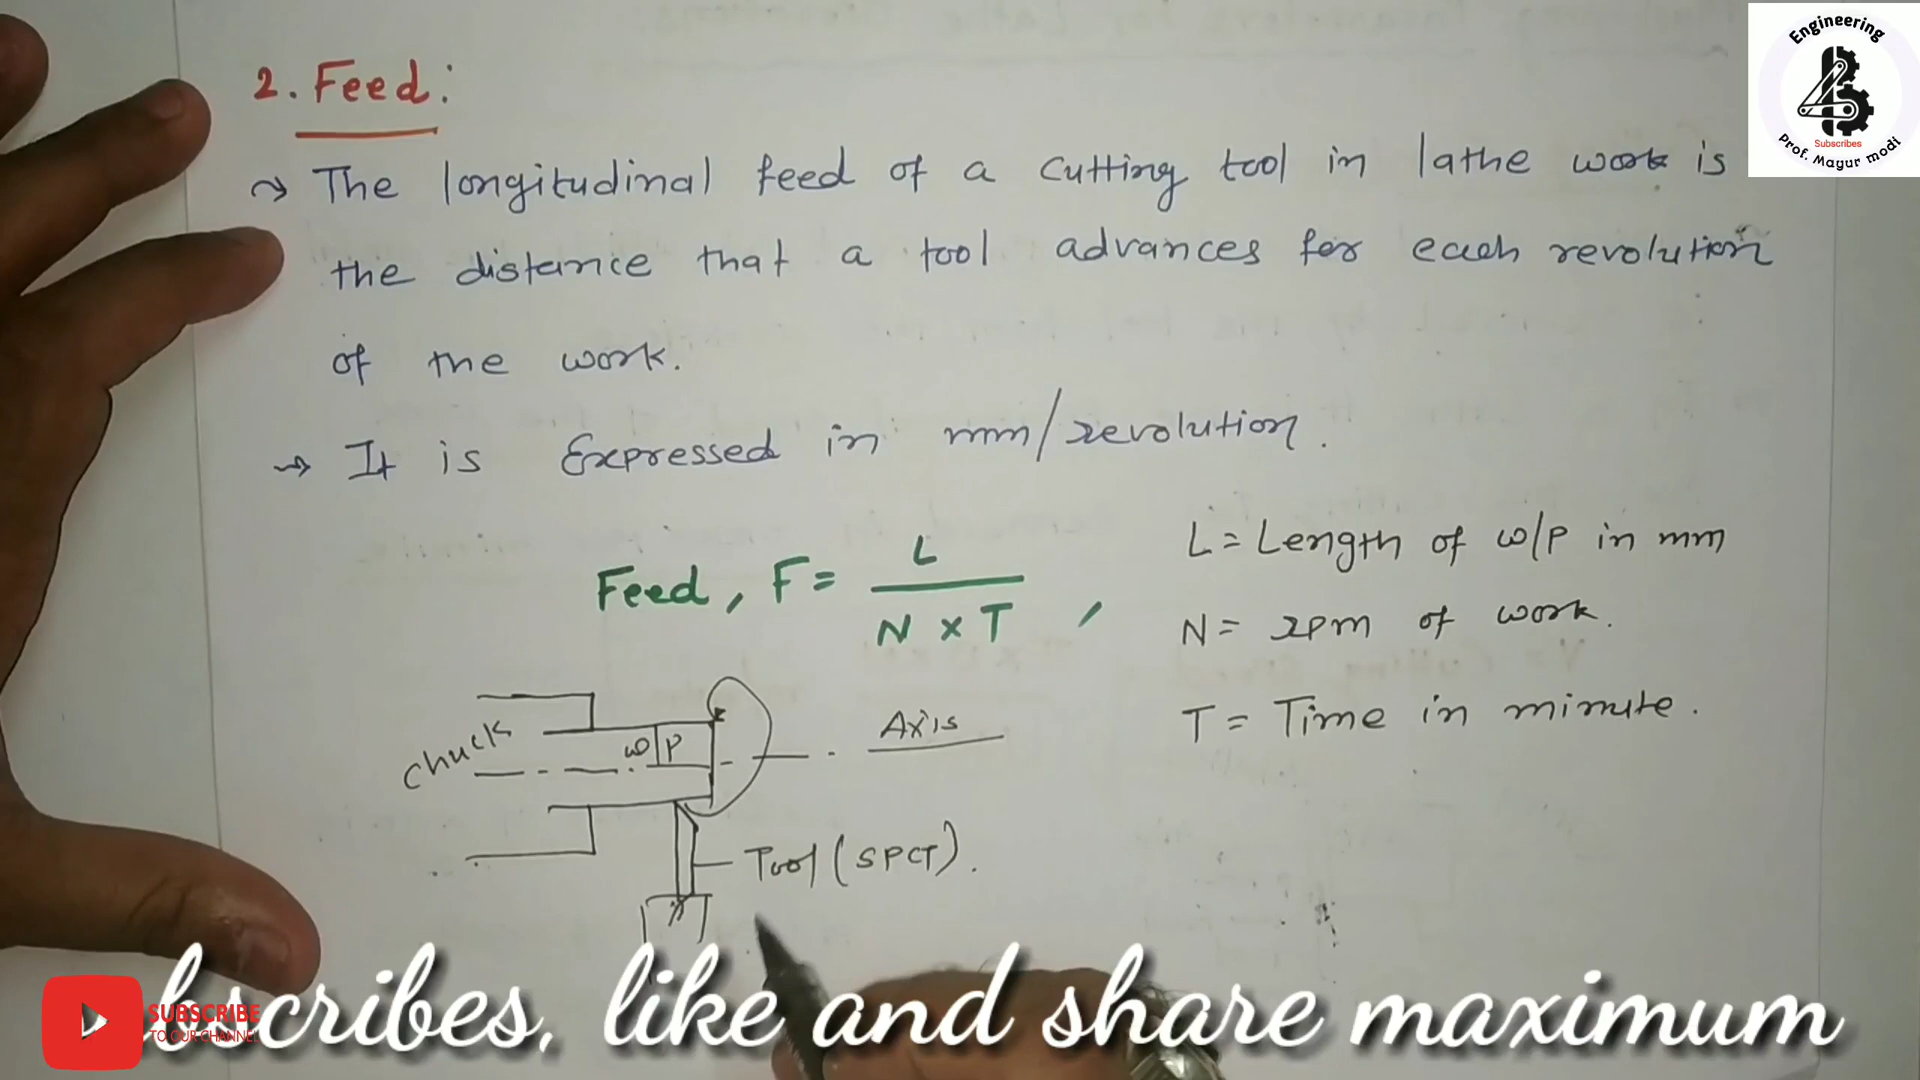 2. Feed:
The longitudinal feed of a cutting tool in lathe work is
the distance that a tool advances for each revolution
of the work.
It is Expressed in mm/revolution.
Feed, F = L / N × T ,
L = Length of w/p in mm
N = rpm of work.
T = Time in minute.
chuck
w/p
Axis
Tool (SPCT).
Engineering
Subscribes
Prof. Mayur modi
bscribes, like and share maximum
SUBSCRIBE
TO OUR CHANNEL